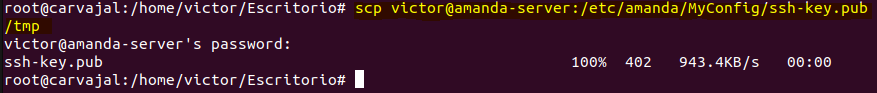 root@carvajal:/home/victor/Escritorio# scp victor@amanda-server:/etc/amanda/MyConfig/ssh-key.pub
/tmp
victor@amanda-server's password:
ssh-key.pub 100% 402 943.4KB/s 00:00
root@carvajal:/home/victor/Escritorio#